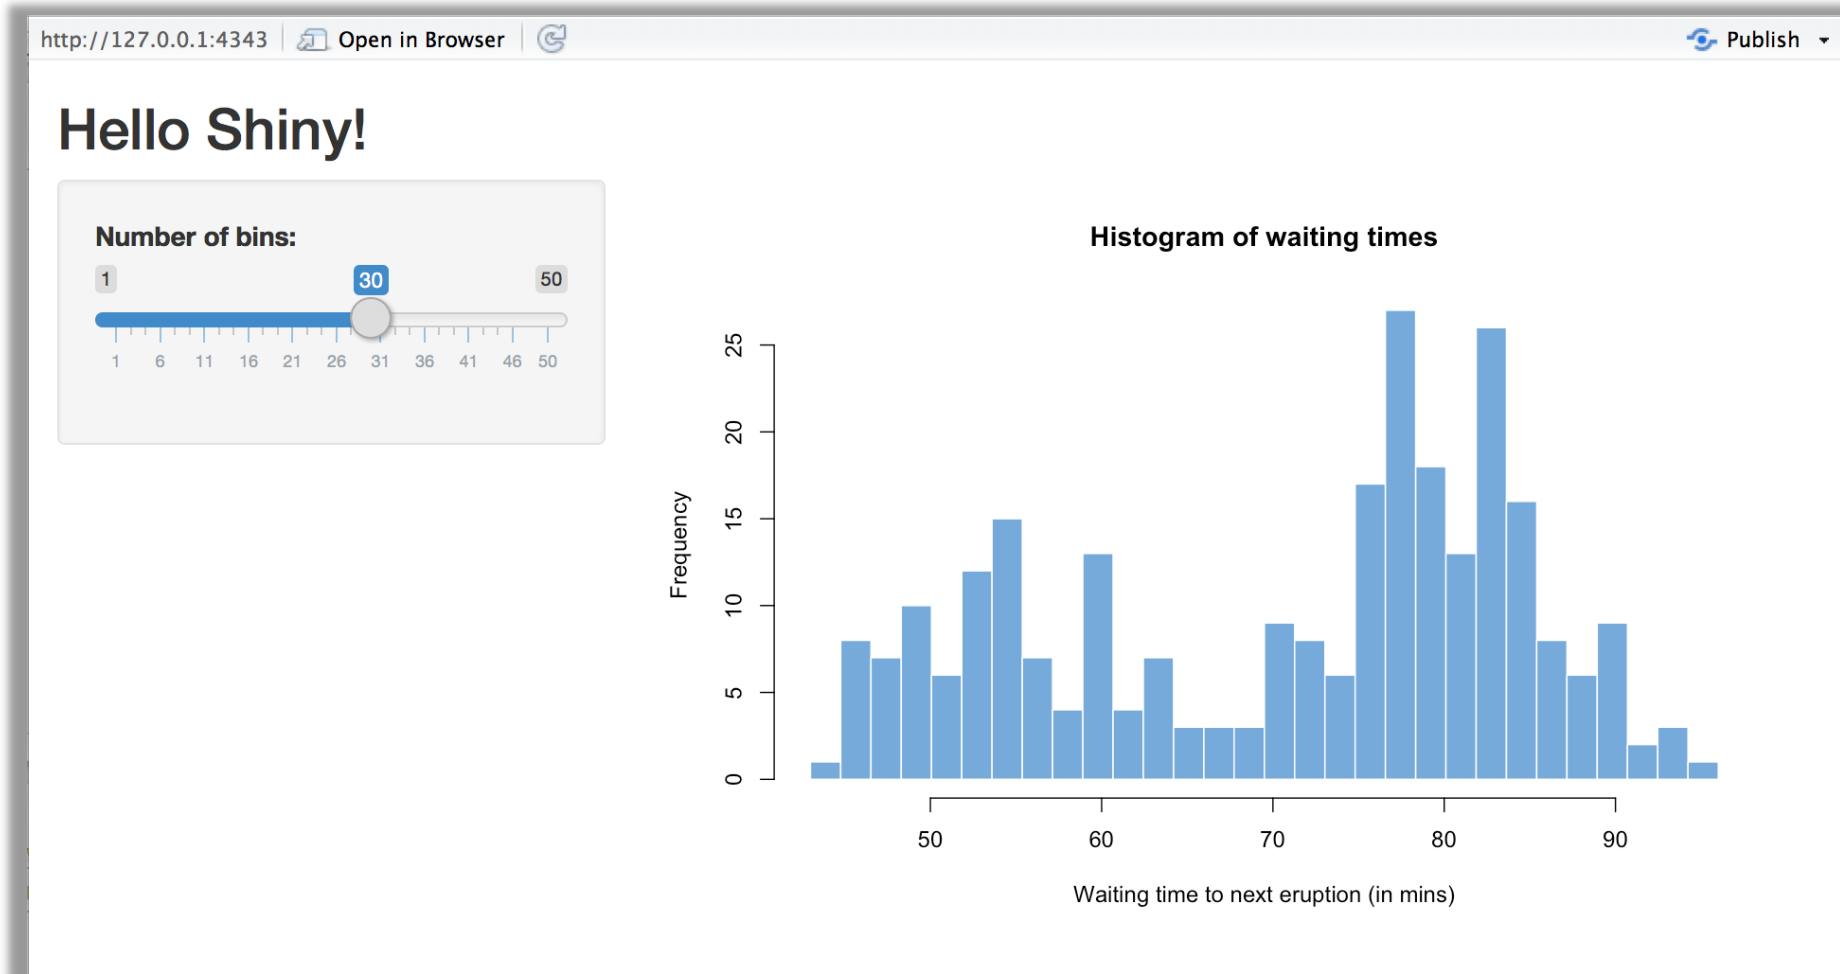 http://127.0.0.1:4343 Open in Browser Publish
Hello Shiny!
Number of bins:
1 30 50
1 6 11 16 21 26 31 36 41 46 50
Histogram of waiting times
Frequency
25
20
15
10
5
0
50 60 70 80 90
Waiting time to next eruption (in mins)